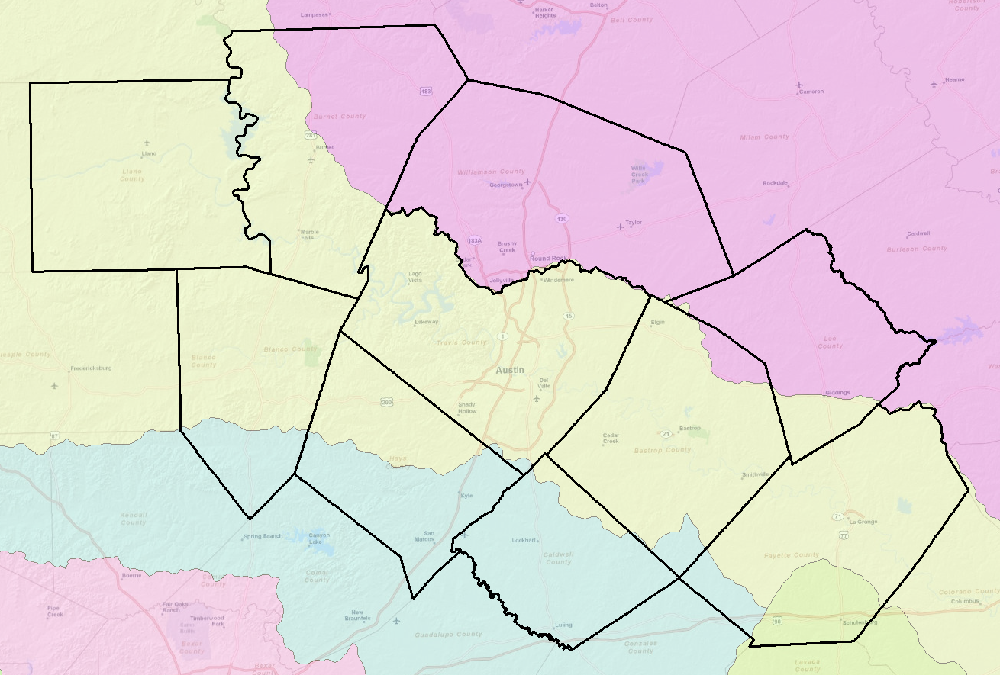 Lampasas
Harker
Heights
Belton
Bell County
Robertson
County
183
Hearne
Cameron
Burnet County
281
Burnet
Milam County
Llano
Llano
County
Williamson County
Georgetown
Willis
Creek
Park
Rockdale
130
Taylor
Marble
Falls
183A
Brushy
Creek
Caldwell
Burleson County
Round Rock
Lago
Vista
Jollyville
Windemere
45
Lakeway
1
Elgin
Travis County
Lee
County
Blanco
County
Blanco County
Fredericksburg
Austin
Del
Valle
290
Shady
Hollow
Giddings
87
Cedar
Creek
21
Bastrop
Bastrop County
Hays
Smithville
Kyle
Kendall
County
71
La Grange
77
Spring Branch
Canyon
Lake
San
Marcos
Lockhart
Caldwell
County
Fayette County
Boerne
Comal
County
Colorado County
Columbus
Pipe
Creek
Fair Oaks
Ranch
Timberwood
Park
New
Braunfels
Luling
90
Schulenburg
Guadalupe County
Gonzales
County
Bexar
County
Bexar
County
Lavaca
County